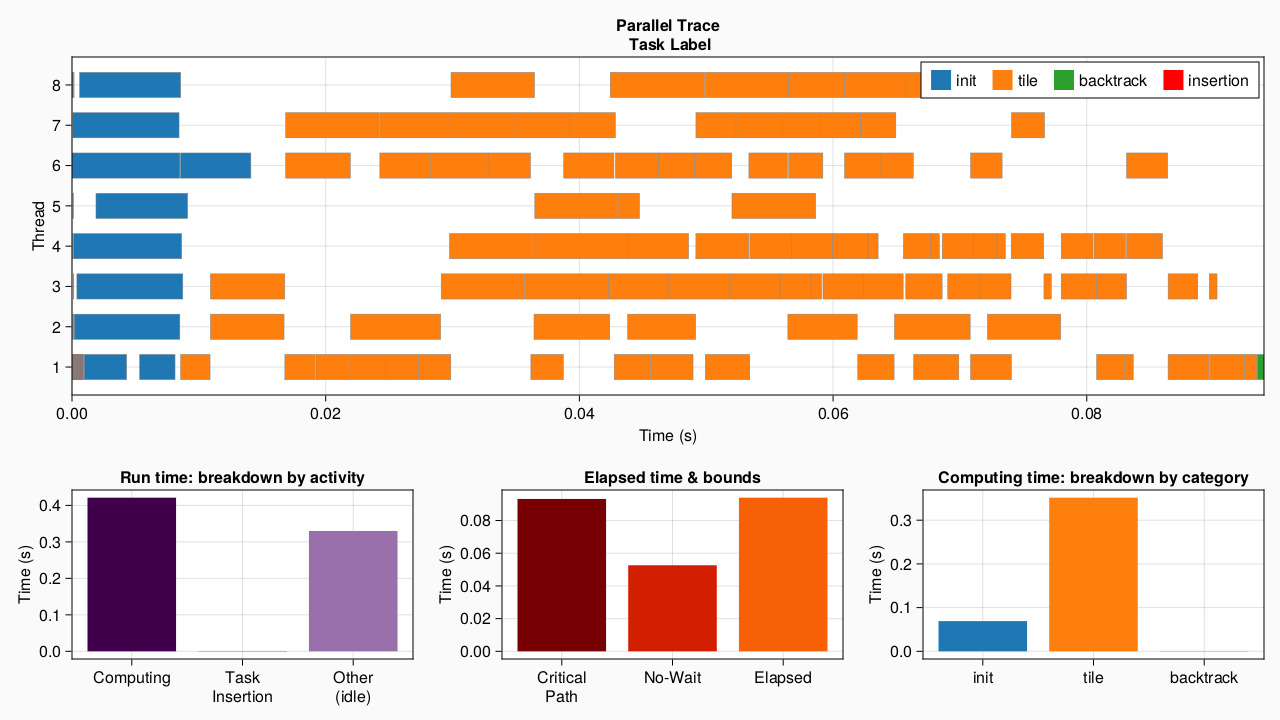 Parallel Trace
Task Label
init
tile
backtrack
insertion
Thread
8
7
6
5
4
3
2
1
0.00
0.02
0.04
0.06
0.08
Time (s)
Run time: breakdown by activity
Time (s)
0.4
0.3
0.2
0.1
0.0
Computing
Task
Insertion
Other
(idle)
Elapsed time & bounds
Time (s)
0.08
0.06
0.04
0.02
0.00
Critical
Path
No-Wait
Elapsed
Computing time: breakdown by category
Time (s)
0.3
0.2
0.1
0.0
init
tile
backtrack